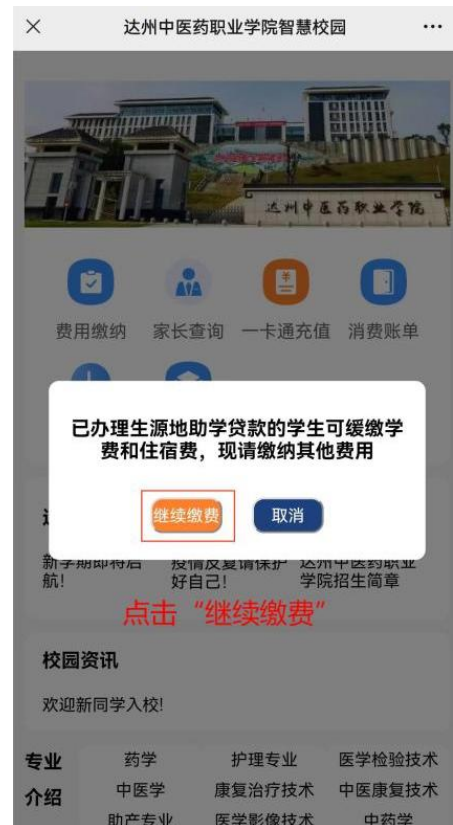 达州中医药职业学院智慧校园
达州中医药职业学院
费用缴纳 家长查询 一卡通充值 消费账单
已办理生源地助学贷款的学生可缓缴学
费和住宿费，现请缴纳其他费用
继续缴费 取消
新学期即将启 疫情反复请保护 达州中医药职业
航! 好自己! 学院招生简章
点击“继续缴费”
校园资讯
欢迎新同学入校!
专业 药学 护理专业 医学检验技术
介绍 中医学 康复治疗技术 中医康复技术
助产专业 医学影像技术 中药学